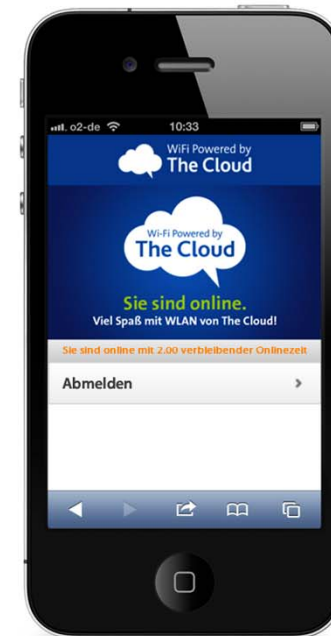 o2-de 10:33
WiFi Powered by
The Cloud
Wi-Fi Powered by
The Cloud
Sie sind online.
Viel Spaß mit WLAN von The Cloud!
Sie sind online mit 2.00 verbleibender Onlinezeit
Abmelden